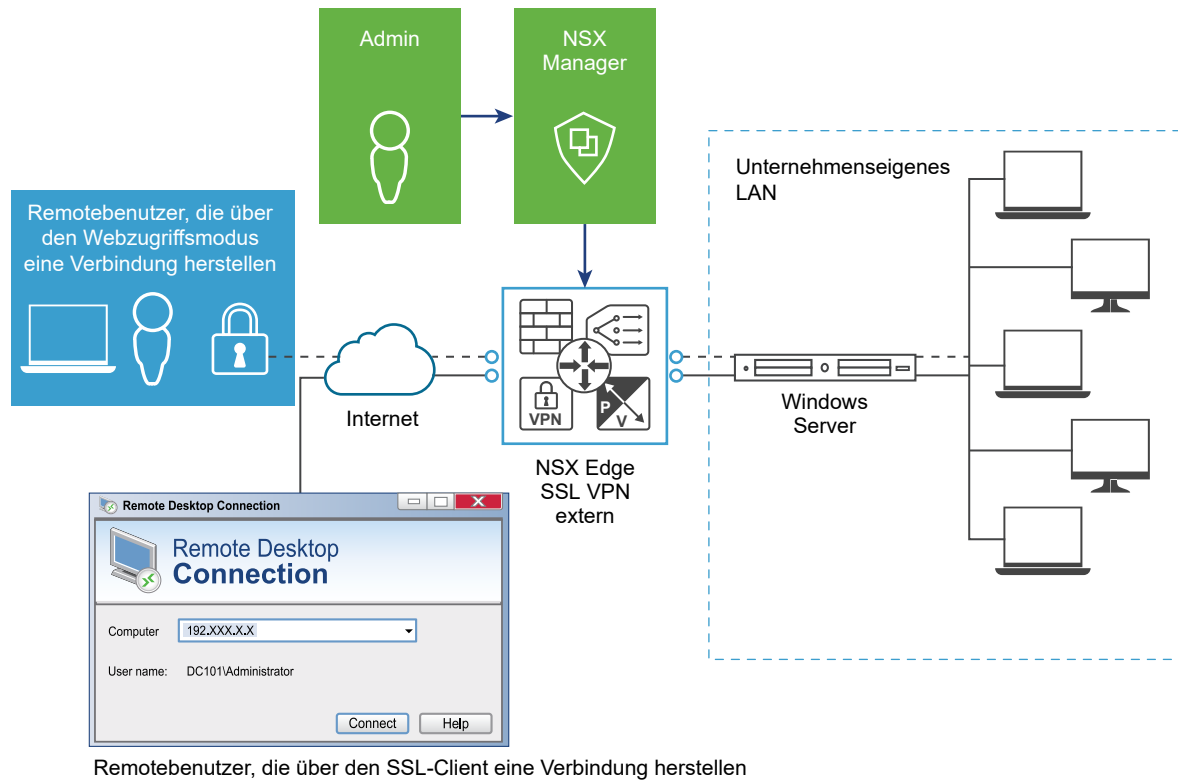 Admin
NSX
Manager
Unternehmenseigenes
LAN
Remotebenutzer, die über
den Webzugriffsmodus
eine Verbindung herstellen
Internet
VPN
P
V
Windows
Server
NSX Edge
SSL VPN
extern
Remote Desktop Connection
Remote Desktop
Connection
Computer
192.XXX.X.X
User name:
DC101\Administrator
Connect
Help
Remotebenutzer, die über den SSL-Client eine Verbindung herstellen